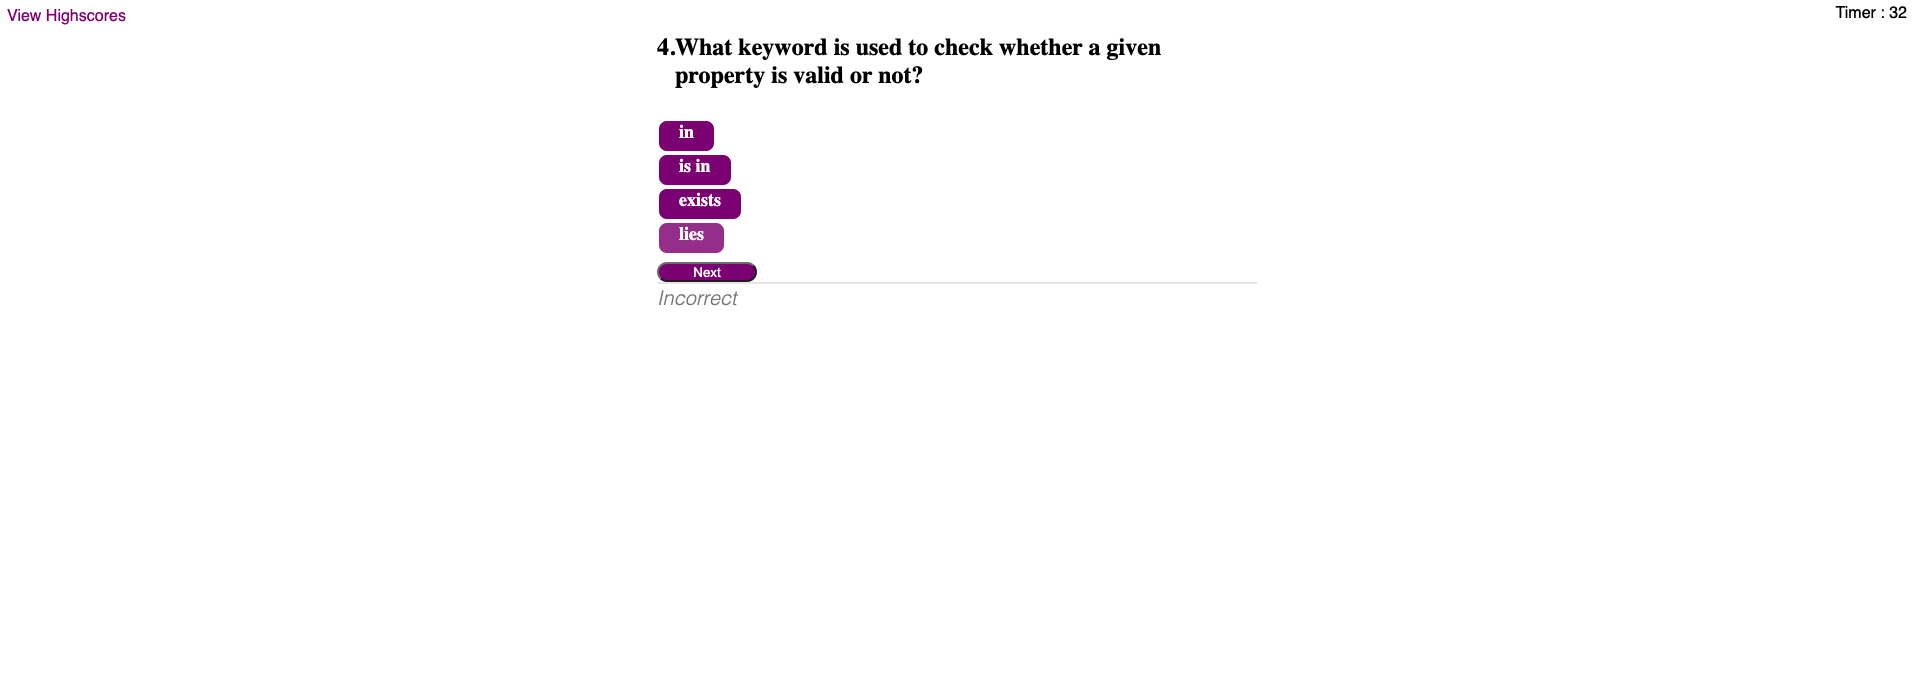 View Highscores
Timer : 32
4.What keyword is used to check whether a given
property is valid or not?
in
is in
exists
lies
Next
Incorrect